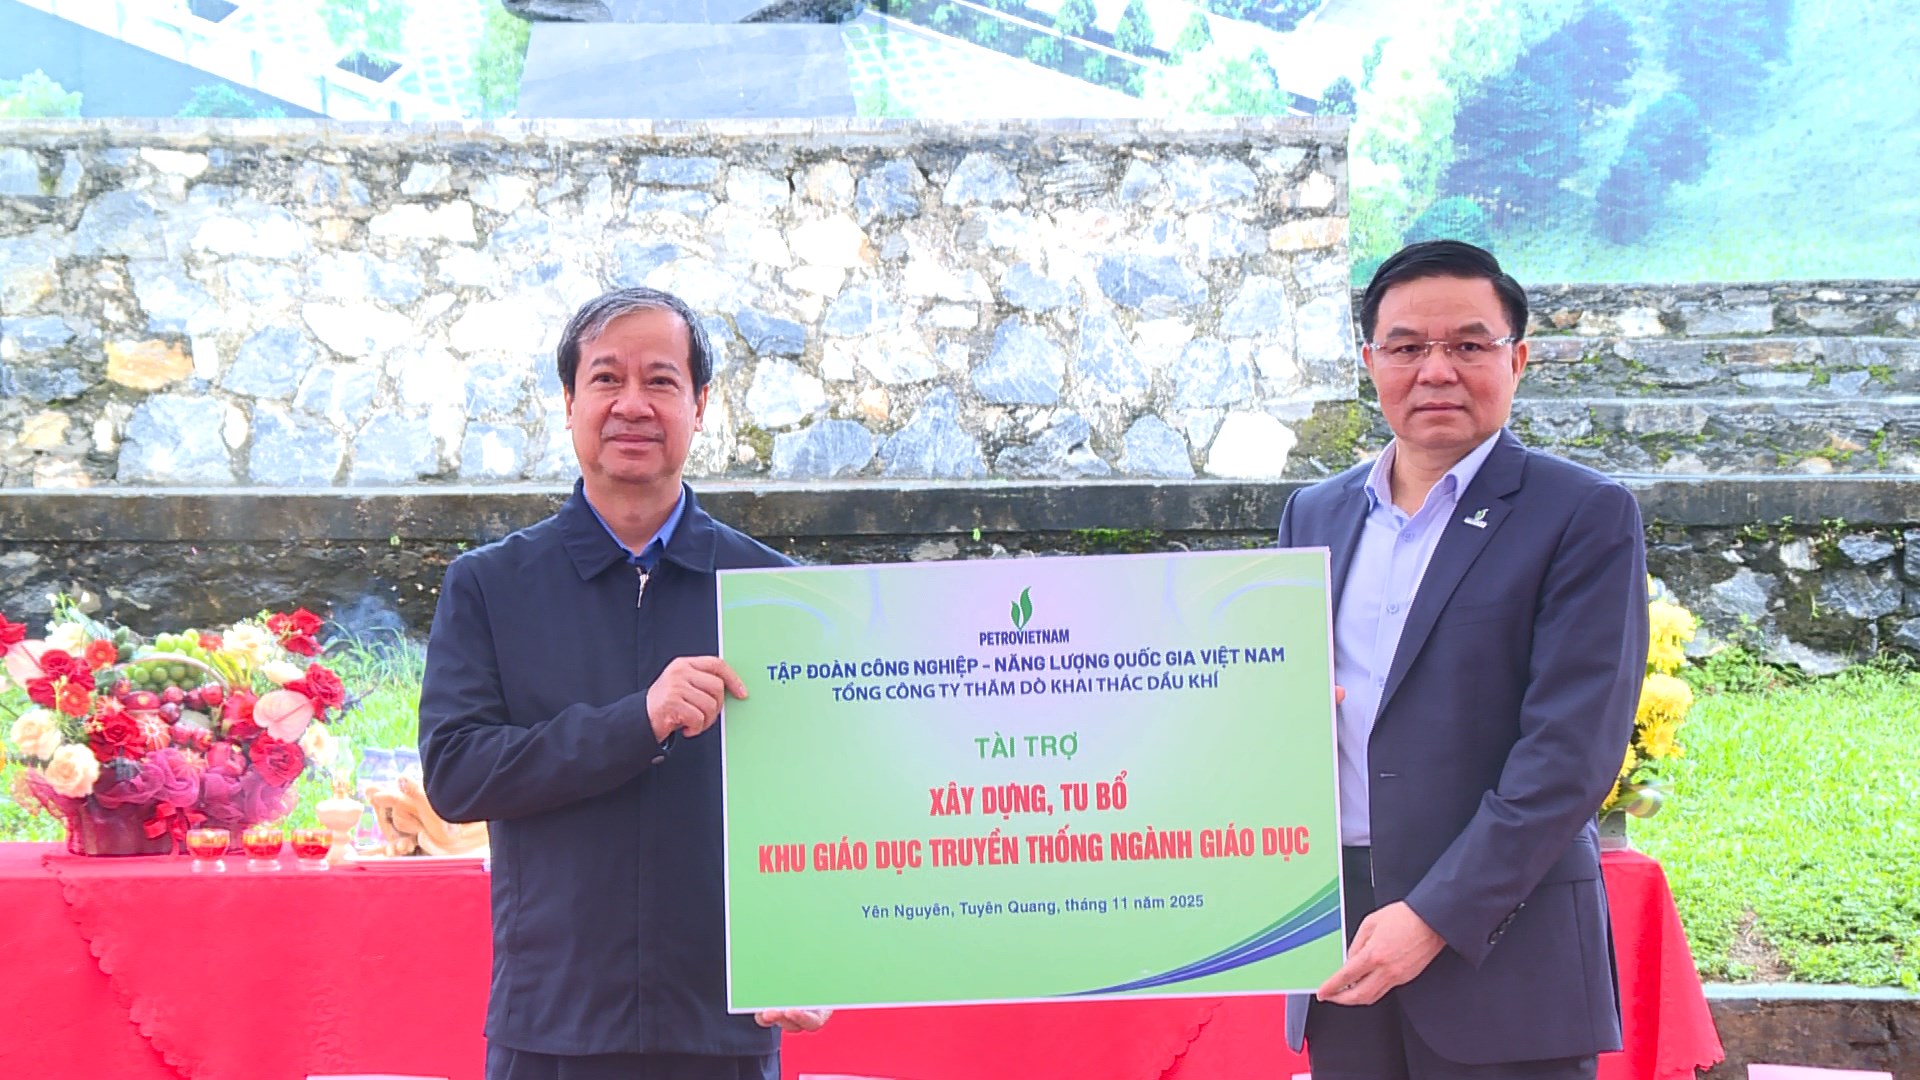 PETROVIETNAM
TẬP ĐOÀN CÔNG NGHIỆP - NĂNG LƯỢNG QUỐC GIA VIỆT NAM
TỔNG CÔNG TY THĂM DÒ KHAI THÁC DẦU KHÍ
TÀI TRỢ
XÂY DỰNG, TU BỔ
KHU GIÁO DỤC TRUYỀN THỐNG NGÀNH GIÁO DỤC
Yên Nguyên, Tuyên Quang, tháng 11 năm 2025